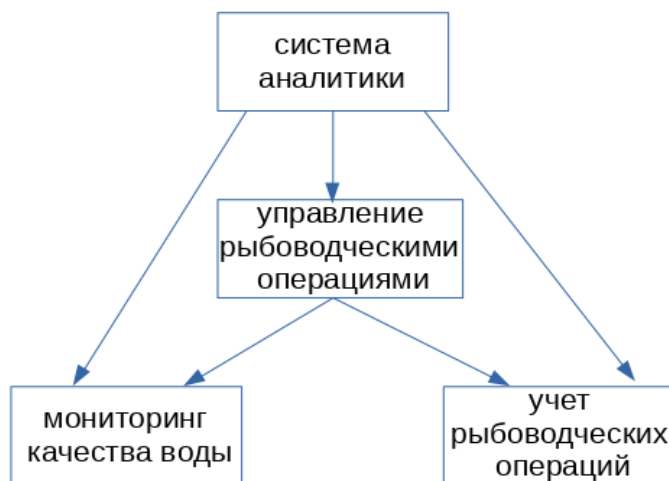 система
аналитики
управление
рыбоводческими
операциями
мониторинг
качества воды
учет
рыбоводческих
операций